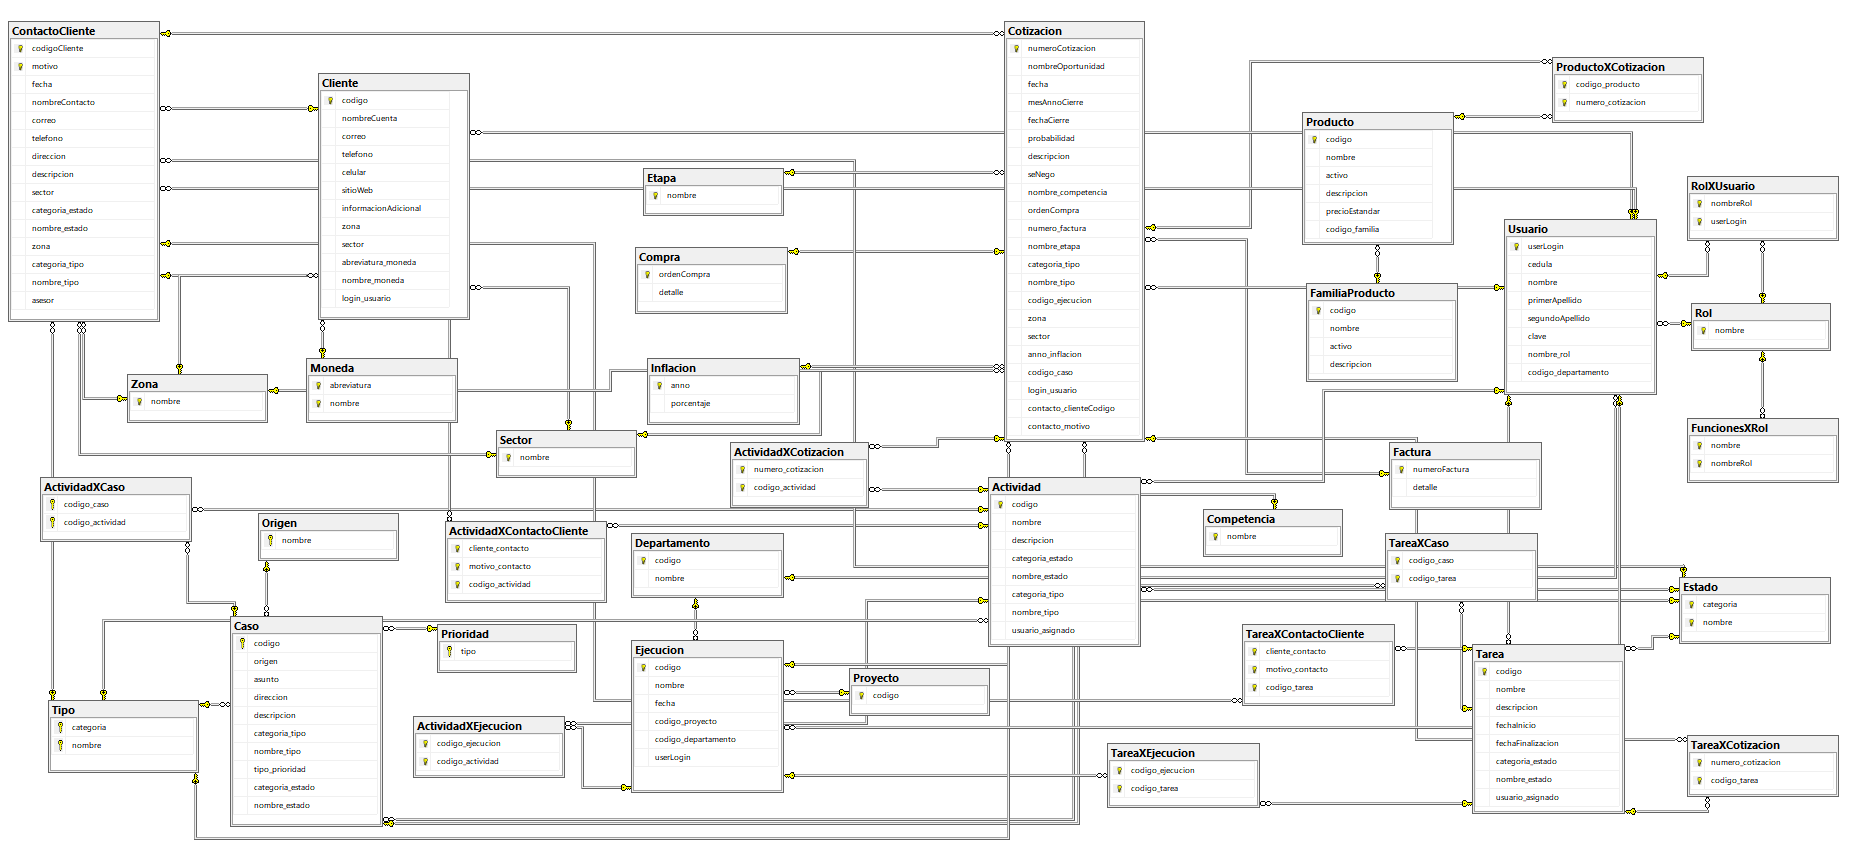 ContactoCliente
codigoCliente
motivo
fecha
nombreContacto
correo
telefono
direccion
descripcion
sector
categoria_estado
nombre_estado
zona
categoria_tipo
nombre_tipo
asesor
Cliente
codigo
nombreCuenta
correo
telefono
celular
sitioWeb
informacionAdicional
zona
sector
abreviatura_moneda
nombre_moneda
login_usuario
Cotizacion
numeroCotizacion
nombreOportunidad
fecha
mesAnnoCierre
fechaCierre
probabilidad
descripcion
seNego
nombre_competencia
ordenCompra
numero_factura
nombre_etapa
categoria_tipo
nombre_tipo
codigo_ejecucion
zona
sector
anno_inflacion
codigo_caso
login_usuario
contacto_clienteCodigo
contacto_motivo
ProductoXCotizacion
codigo_producto
numero_cotizacion
Producto
codigo
nombre
activo
descripcion
precioEstandar
codigo_familia
Etapa
nombre
RolXUsuario
nombreRol
userLogin
Usuario
userLogin
cedula
nombre
primerApellido
segundoApellido
clave
nombre_rol
codigo_departamento
Compra
ordenCompra
detalle
FamiliaProducto
codigo
nombre
activo
descripcion
Rol
nombre
Zona
nombre
Moneda
abreviatura
nombre
Inflacion
anno
porcentaje
FuncionesXRol
nombre
nombreRol
Sector
nombre
ActividadXCotizacion
numero_cotizacion
codigo_actividad
Factura
numeroFactura
detalle
ActividadXCaso
codigo_caso
codigo_actividad
Actividad
codigo
nombre
descripcion
categoria_estado
nombre_estado
categoria_tipo
nombre_tipo
usuario_asignado
Origen
nombre
ActividadXContactoCliente
cliente_contacto
motivo_contacto
codigo_actividad
Departamento
codigo
nombre
Competencia
nombre
TareaXCaso
codigo_caso
codigo_tarea
Estado
categoria
nombre
Caso
codigo
origen
asunto
direccion
descripcion
categoria_tipo
nombre_tipo
tipo_prioridad
categoria_estado
nombre_estado
Prioridad
tipo
Ejecucion
codigo
nombre
fecha
codigo_proyecto
codigo_departamento
userLogin
Proyecto
codigo
TareaXContactoCliente
cliente_contacto
motivo_contacto
codigo_tarea
Tarea
codigo
nombre
descripcion
fechaInicio
fechaFinalizacion
categoria_estado
nombre_estado
usuario_asignado
Tipo
categoria
nombre
ActividadXEjecucion
codigo_ejecucion
codigo_actividad
TareaXEjecucion
codigo_ejecucion
codigo_tarea
TareaXCotizacion
numero_cotizacion
codigo_tarea